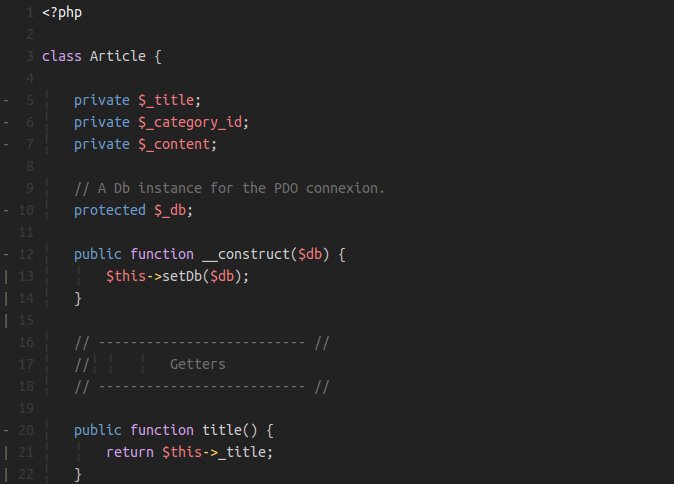 1 <?php
2
3 class Article {
4
- 5     private $_title;
- 6     private $_category_id;
- 7     private $_content;
8
9     // A Db instance for the PDO connexion.
- 10     protected $_db;
11
- 12     public function __construct($db) {
| 13         $this->setDb($db);
| 14     }
| 15
16     // -------------------------- //
17     //          Getters
18     // -------------------------- //
19
- 20     public function title() {
| 21         return $this->_title;
| 22     }